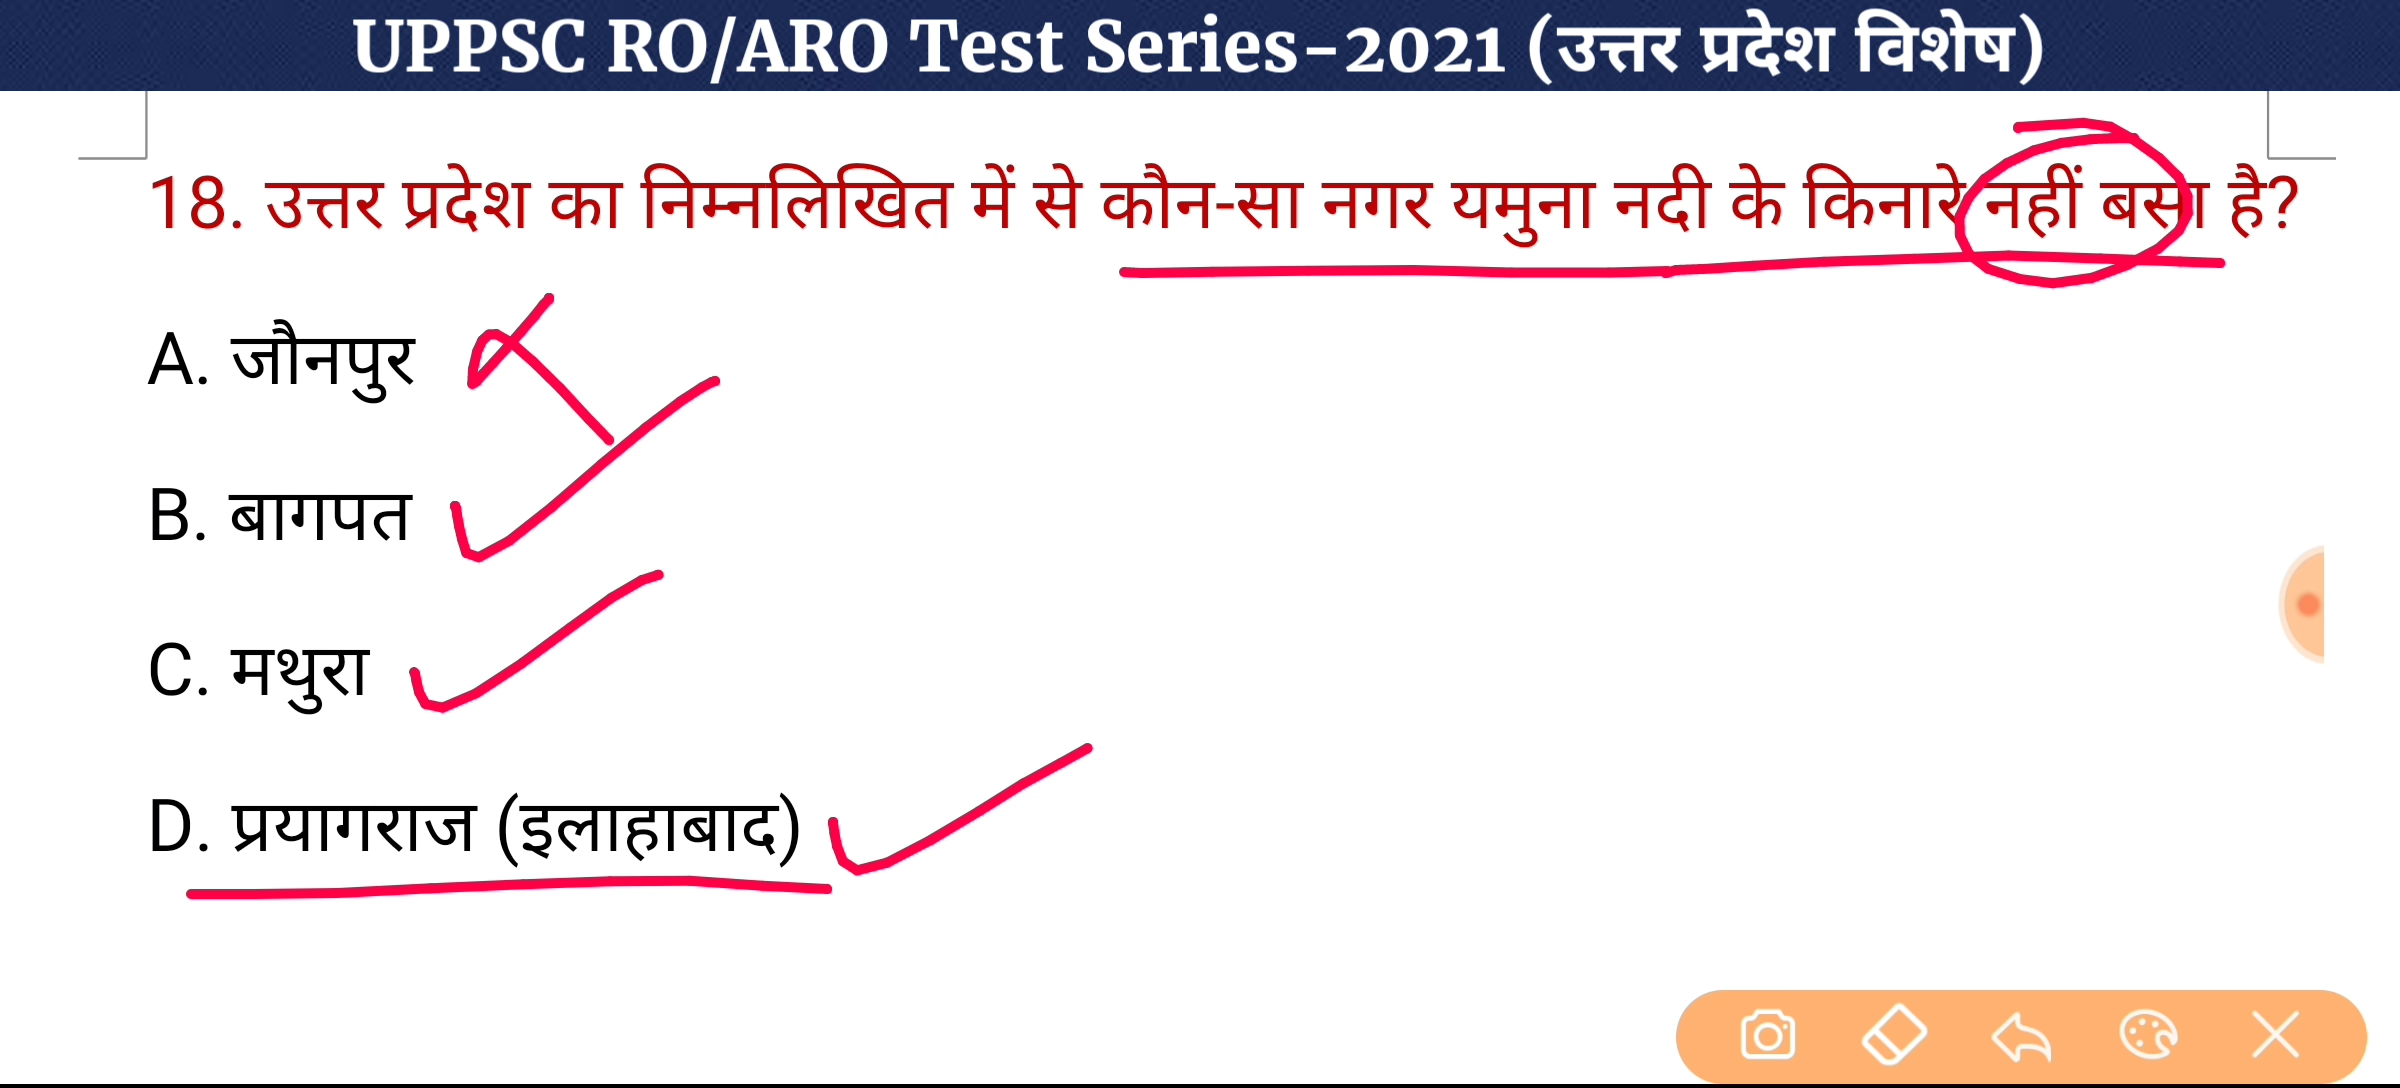 UPPSC RO/ARO Test Series-2021 (उत्तर प्रदेश विशेष)
18. उत्तर प्रदेश का निम्नलिखित में से कौन-सा नगर यमुना नदी के किनारे नहीं बसा है?
A. जौनपुर
B. बागपत
C. मथुरा
D. प्रयागराज (इलाहाबाद)